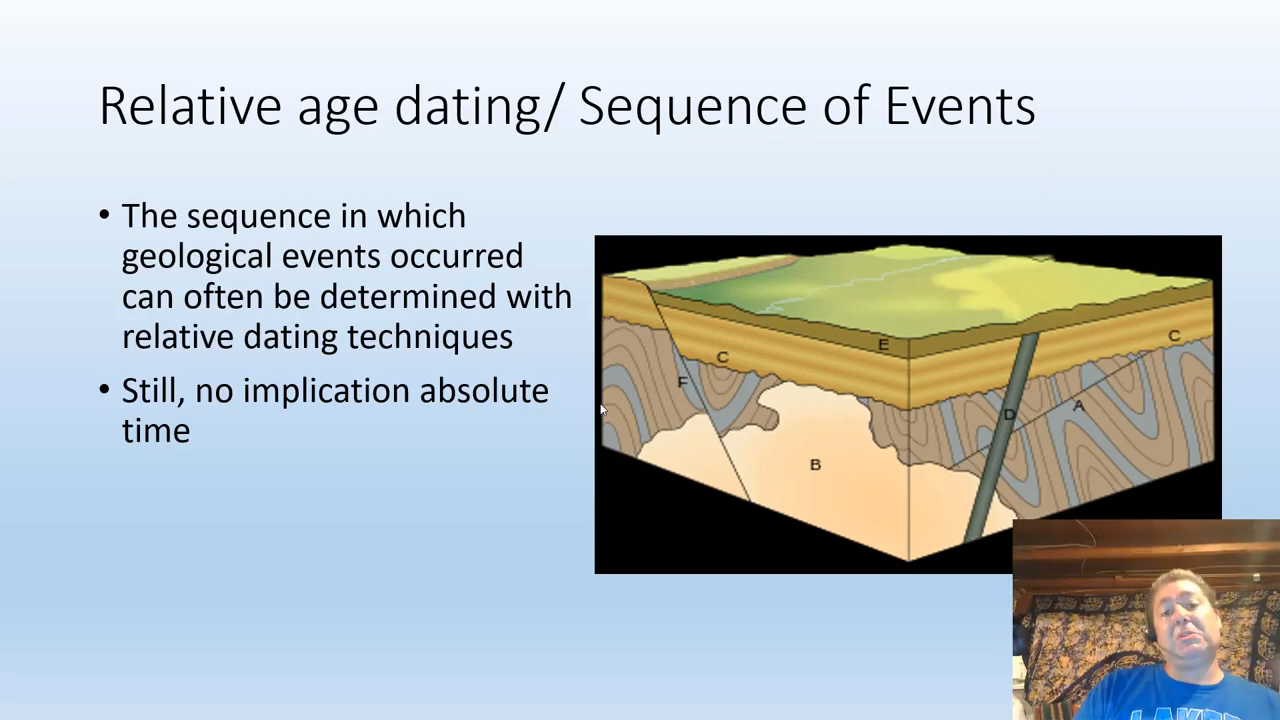 Relative age dating/ Sequence of Events
• The sequence in which
geological events occurred
can often be determined with
relative dating techniques
• Still, no implication absolute
time
E
C
C
F
A
D
B